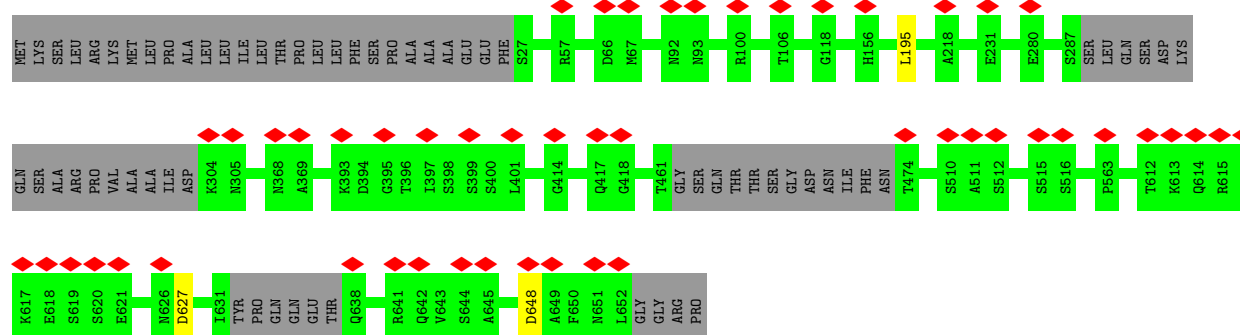 MET LYS SER LEU ARG LYS MET LEU PRO ALA LEU LEU ILE LEU THR PRO LEU LEU PHE SER PRO ALA ALA ALA GLU GLU PHE S27 R57 D66 M67 N92 N93 R100 T106 G118 H156 L195 A218 E231 E280 S287 SER LEU GLN SER ASP LYS
GLN SER ALA ARG PRO VAL ALA ALA ILE ASP K304 N305 N368 A369 K393 D394 G395 T396 I397 S398 S399 S400 L401 G414 Q417 G418 T461 GLY SER GLN THR THR SER GLY ASP ASN ILE PHE ASN T474 S510 A511 S512 S515 S516 P563 T612 K613 Q614 R615
K617 E618 S619 S620 E621 N626 D627 I631 TYR PRO GLN GLN GLU THR Q638 R641 Q642 V643 S644 A645 D648 A649 F650 N651 L652 GLY GLY ARG PRO